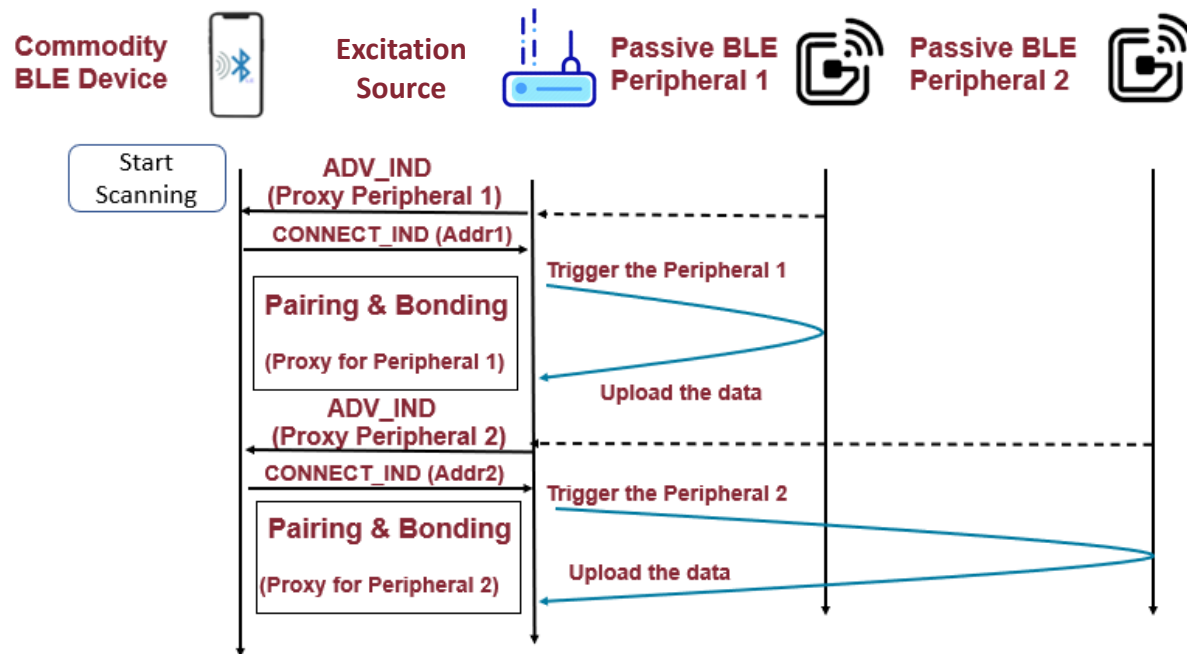 Commodity
BLE Device
Excitation
Source
Passive BLE
Peripheral 1
Passive BLE
Peripheral 2
Start
Scanning
ADV_IND
(Proxy Peripheral 1)
CONNECT_IND (Addr1)
Trigger the Peripheral 1
Pairing & Bonding
(Proxy for Peripheral 1)
Upload the data
ADV_IND
(Proxy Peripheral 2)
CONNECT_IND (Addr2)
Trigger the Peripheral 2
Pairing & Bonding
(Proxy for Peripheral 2)
Upload the data